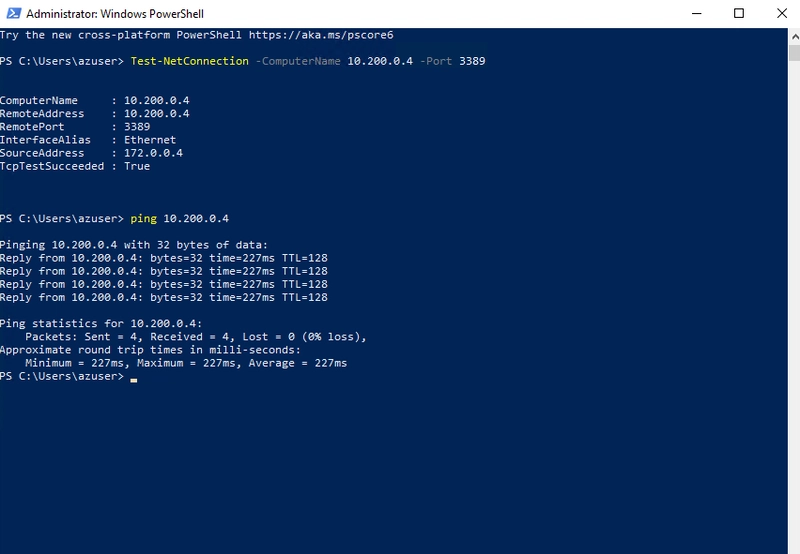 Administrator: Windows PowerShell
Try the new cross-platform PowerShell https://aka.ms/pscore6
PS C:\Users\azuser> Test-NetConnection -ComputerName 10.200.0.4 -Port 3389
ComputerName     : 10.200.0.4
RemoteAddress    : 10.200.0.4
RemotePort       : 3389
InterfaceAlias   : Ethernet
SourceAddress    : 172.0.0.4
TcpTestSucceeded : True
PS C:\Users\azuser> ping 10.200.0.4
Pinging 10.200.0.4 with 32 bytes of data:
Reply from 10.200.0.4: bytes=32 time=227ms TTL=128
Reply from 10.200.0.4: bytes=32 time=227ms TTL=128
Reply from 10.200.0.4: bytes=32 time=227ms TTL=128
Reply from 10.200.0.4: bytes=32 time=227ms TTL=128
Ping statistics for 10.200.0.4:
    Packets: Sent = 4, Received = 4, Lost = 0 (0% loss),
Approximate round trip times in milli-seconds:
    Minimum = 227ms, Maximum = 227ms, Average = 227ms
PS C:\Users\azuser>